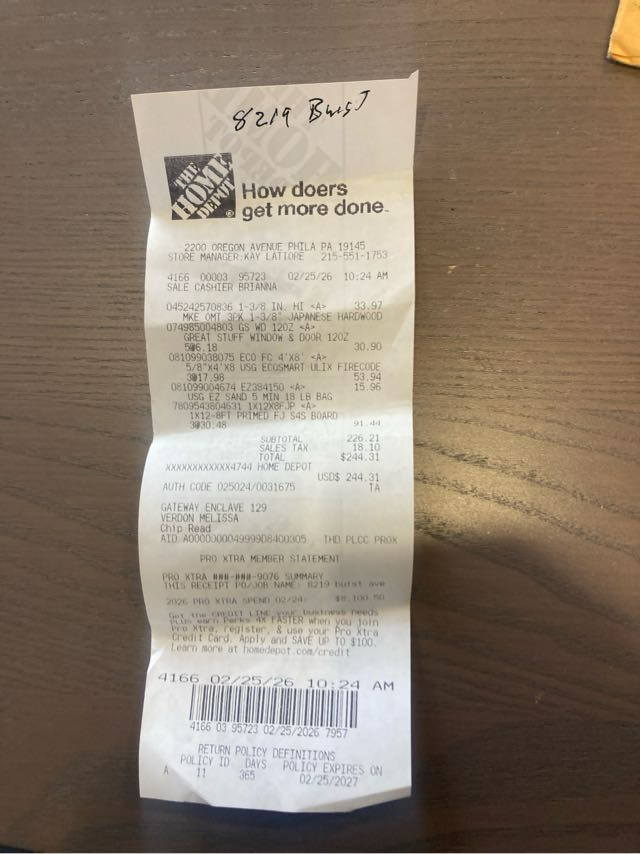 8219 Buist
THE HOME DEPOT
How doers
get more done.
2200 OREGON AVENUE PHILA PA 19145
STORE MANAGER:KAY LATTORE 215-551-1753
4166 00003 95723 02/25/26 10:24 AM
SALE CASHIER BRIANNA
045242570836 1-3/8 IN. HI <A> 33.97
MKE OMT 3PK 1-3/8" JAPANESE HARDWOOD
074985004803 GS WD 12OZ <A>
GREAT STUFF WINDOW & DOOR 12OZ
5@6.18 30.90
081099038075 ECO FC 4'X8' <A>
5/8"X4'X8 USG ECOSMART ULIX FIRECODE
3@17.98 53.94
081099004674 EZ384150 <A> 15.96
USG EZ SAND 5 MIN 18 LB BAG
7809543804631 1X12X8FJP <A>
1X12-8FT PRIMED FJ S4S BOARD
3@30.48 91.44
SUBTOTAL 226.21
SALES TAX 18.10
TOTAL $244.31
XXXXXXXXXXXX4744 HOME DEPOT
USD$ 244.31
AUTH CODE 025024/0031675 TA
GATEWAY ENCLAVE 129
VERDON MELISSA
Chip Read
AID A0000000049999D8400305 THD PLCC PROX
PRO XTRA MEMBER STATEMENT
PRO XTRA ###-###-9076 SUMMARY
THIS RECEIPT PO/JOB NAME: 8219 buist ave
2026 PRO XTRA SPEND 02/24: $8,100.50
Get the CREDIT LINE your business needs
PLUS earn Perks 4X FASTER when you join
Pro Xtra, register, & use your Pro Xtra
Credit Card. Apply and SAVE UP TO $100.
Learn more at homedepot.com/credit
4166 02/25/26 10:24 AM
4166 03 95723 02/25/2026 7957
RETURN POLICY DEFINITIONS
POLICY ID DAYS POLICY EXPIRES ON
A 11 365 02/25/2027